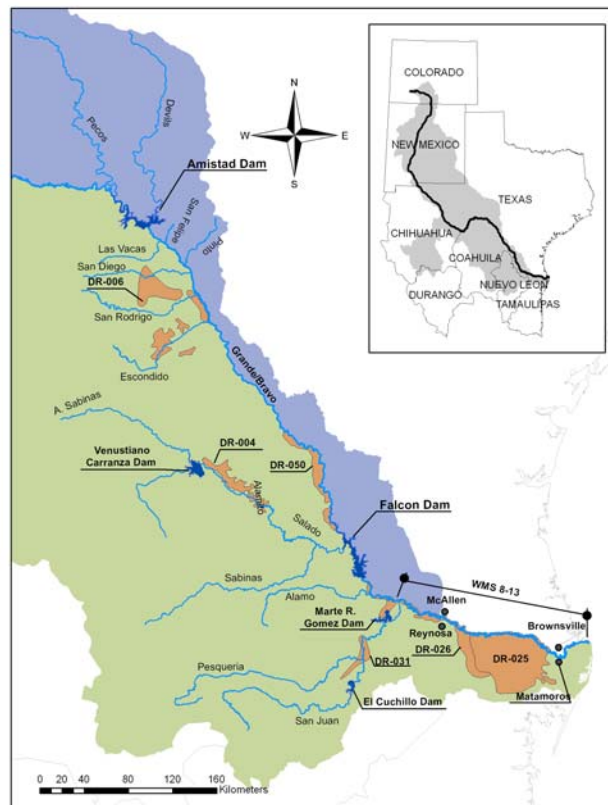 N
W
E
S
Pecos
Devils
Amistad Dam
San Felipe
Pinto
Las Vacas
San Diego
DR-006
San Rodrigo
Escondido
Grande/Bravo
A. Sabinas
DR-004
Venustiano
Carranza Dam
DR-050
Alamito
Salado
Falcon Dam
Sabinas
Alamo
WMS 8-13
McAllen
Marte R.
Gomez Dam
Brownsville
Reynosa
DR-026
DR-025
Pesqueria
DR-031
Matamoros
El Cuchillo Dam
San Juan
0 20 40 80 120 160
Kilometers
COLORADO
NEW MEXICO
TEXAS
CHIHUAHUA
COAHUILA
NUEVO LEON
DURANGO
TAMAULIPAS